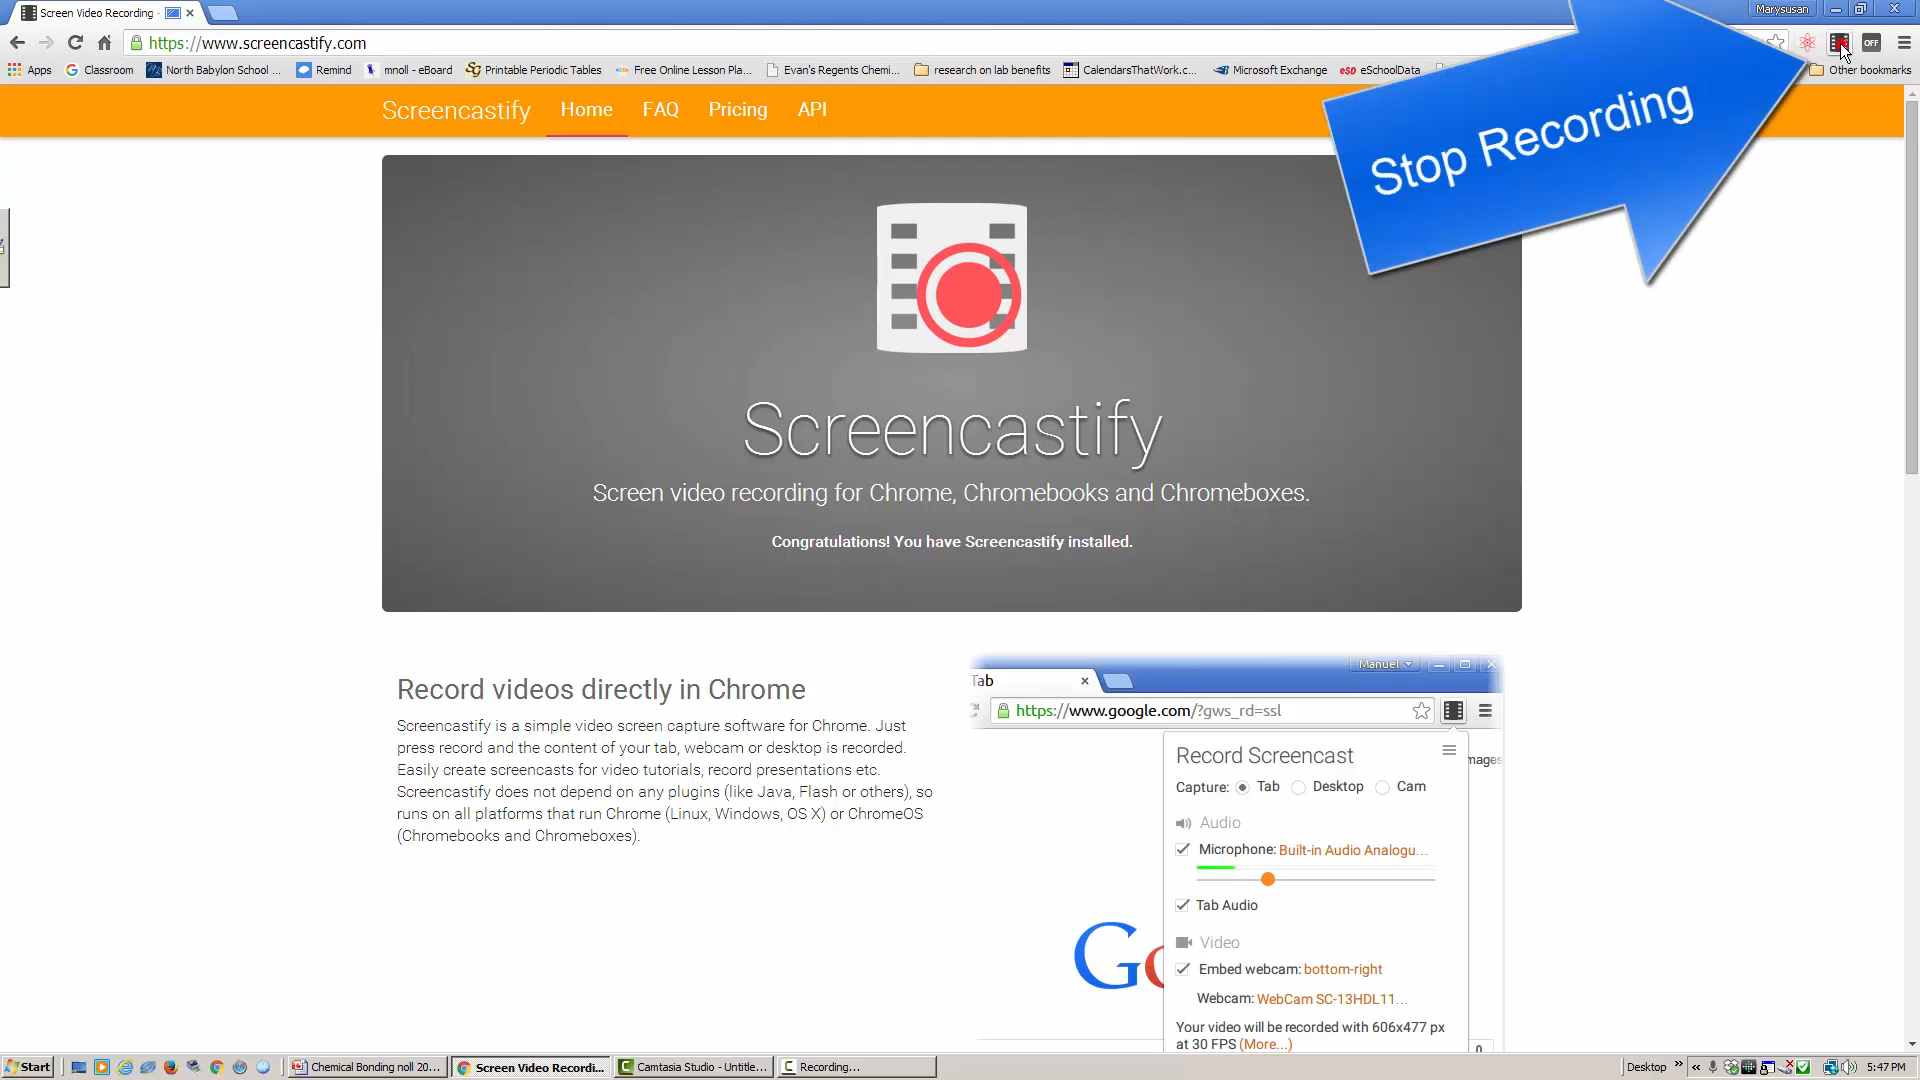 Screen Video Recording -
Marysusan
https://www.screencastify.com
OFF
Apps
Classroom
North Babylon School ...
Remind
mnoll - eBoard
Printable Periodic Tables
Free Online Lesson Pla...
Evan's Regents Chemi...
research on lab benefits
CalendarsThatWork.c...
Microsoft Exchange
eSchoolData
Other bookmarks
Screencastify
Home
FAQ
Pricing
API
Stop Recording
Screencastify
Screen video recording for Chrome, Chromebooks and Chromeboxes.
Congratulations! You have Screencastify installed.
Record videos directly in Chrome
Screencastify is a simple video screen capture software for Chrome. Just
press record and the content of your tab, webcam or desktop is recorded.
Easily create screencasts for video tutorials, record presentations etc.
Screencastify does not depend on any plugins (like Java, Flash or others), so
runs on all platforms that run Chrome (Linux, Windows, OS X) or ChromeOS
(Chromebooks and Chromeboxes).
Manuel
Tab
https://www.google.com/?gws_rd=ssl
Record Screencast
mages
Capture: Tab Desktop Cam
Audio
Microphone: Built-in Audio Analogu...
Tab Audio
Video
Embed webcam: bottom-right
Webcam: WebCam SC-13HDL11...
Your video will be recorded with 606x477 px
at 30 FPS (More...)
Go
Start
Chemical Bonding noll 20...
Screen Video Recordi...
Camtasia Studio - Untitle...
Recording...
Desktop
5:47 PM